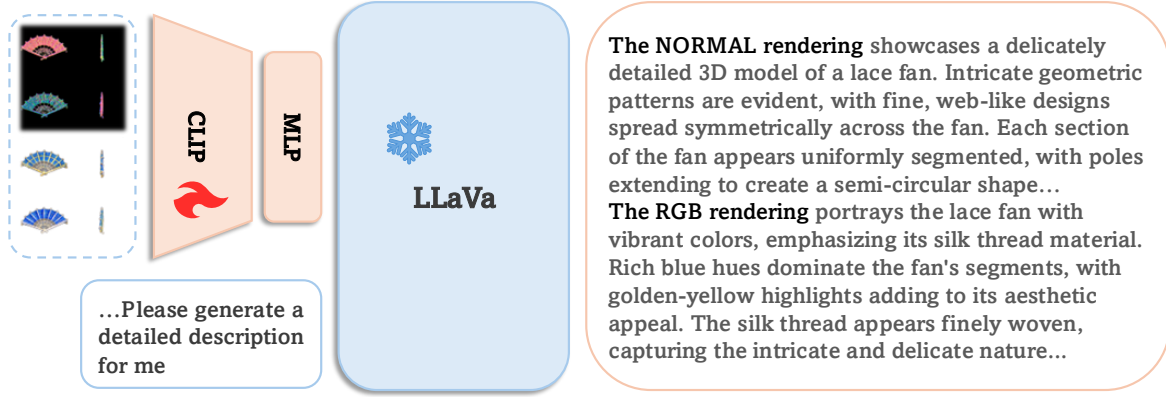 CLIP
MLP
LLaVa
...Please generate a
detailed description
for me
The NORMAL rendering showcases a delicately
detailed 3D model of a lace fan. Intricate geometric
patterns are evident, with fine, web-like designs
spread symmetrically across the fan. Each section
of the fan appears uniformly segmented, with poles
extending to create a semi-circular shape...
The RGB rendering portrays the lace fan with
vibrant colors, emphasizing its silk thread material.
Rich blue hues dominate the fan's segments, with
golden-yellow highlights adding to its aesthetic
appeal. The silk thread appears finely woven,
capturing the intricate and delicate nature...